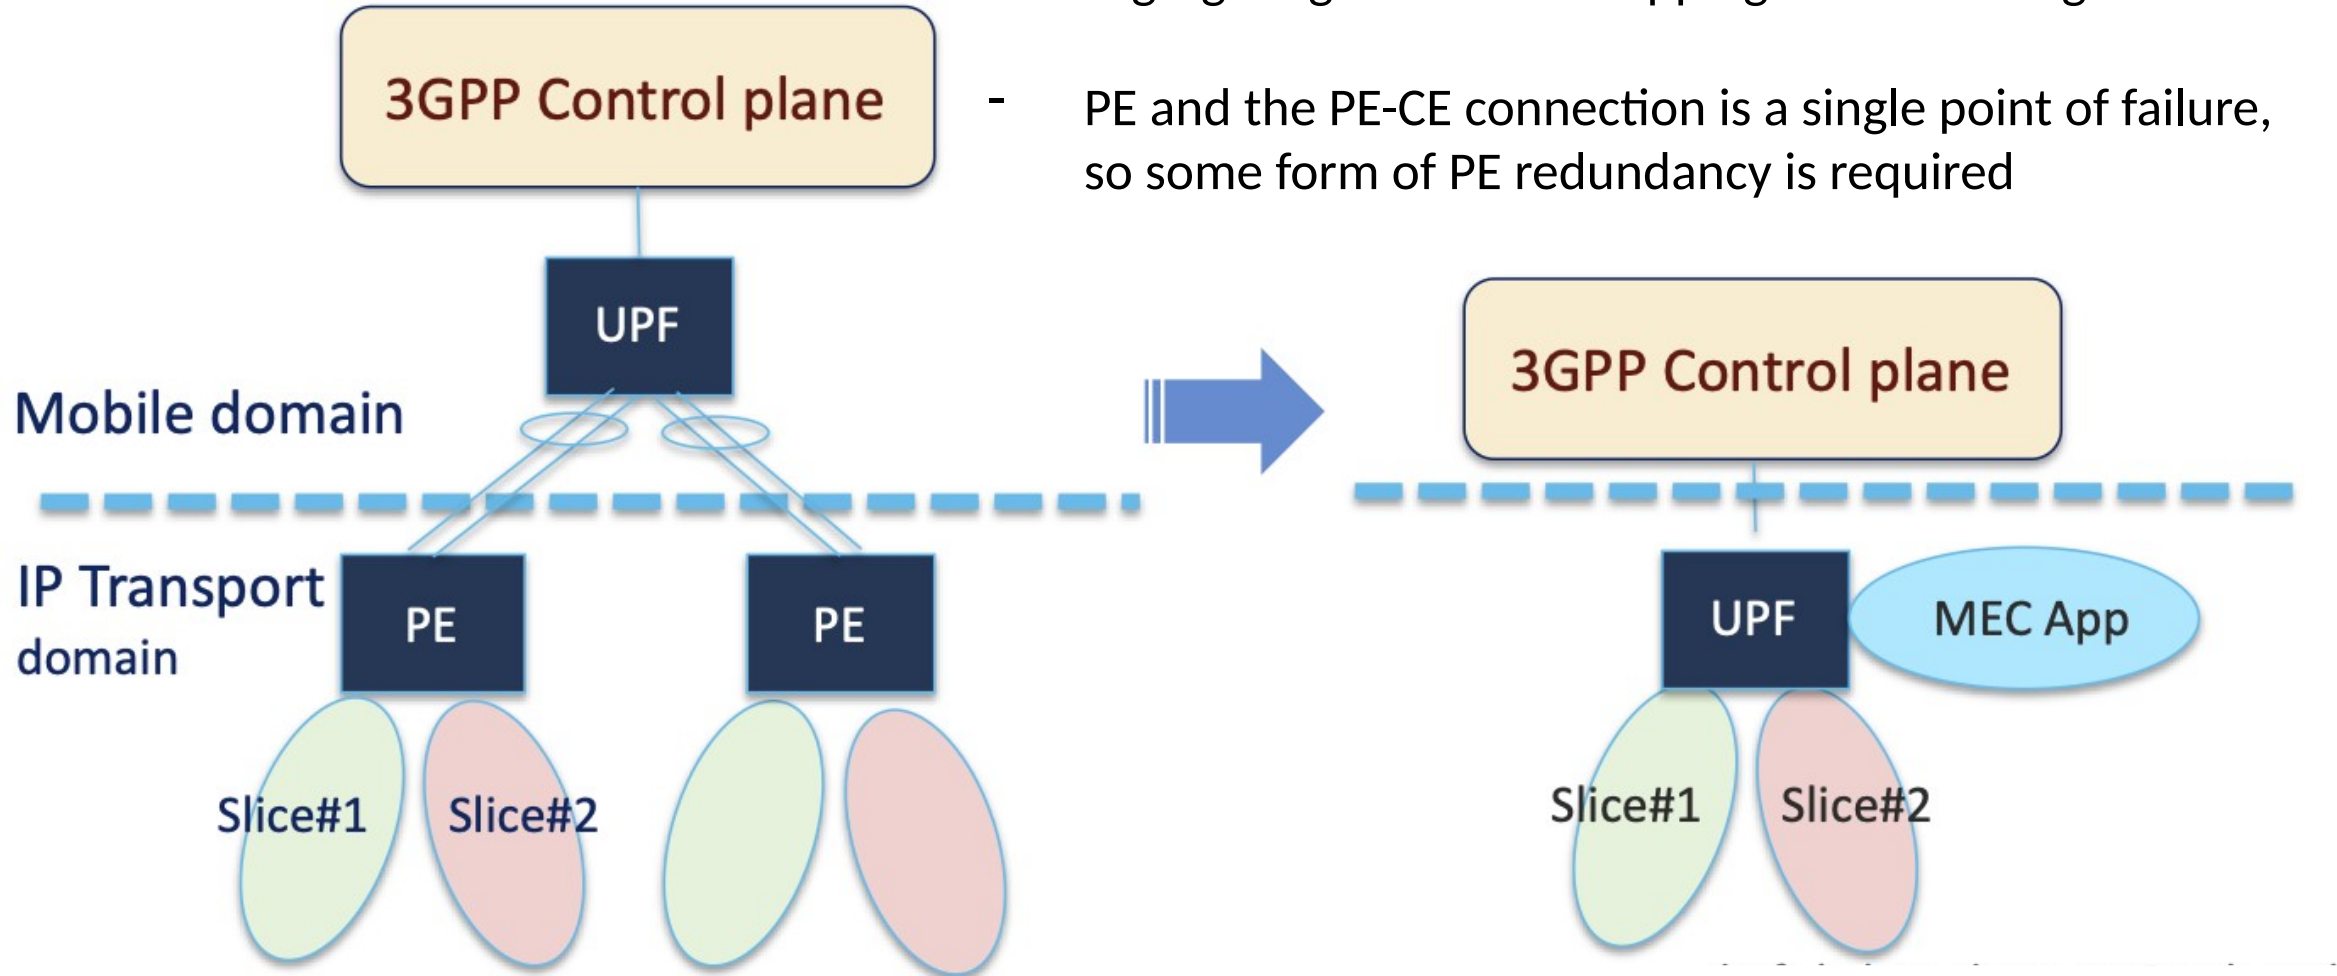 3GPP Control plane
- PE and the PE-CE connection is a single point of failure,
so some form of PE redundancy is required
UPF
Mobile domain
IP Transport
domain
PE
PE
Slice#1
Slice#2
3GPP Control plane
UPF
MEC App
Slice#1
Slice#2